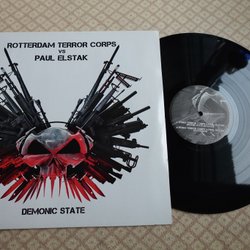 ROTTERDAM TERROR CORPS
VS
PAUL ELSTAK
DEMONIC STATE